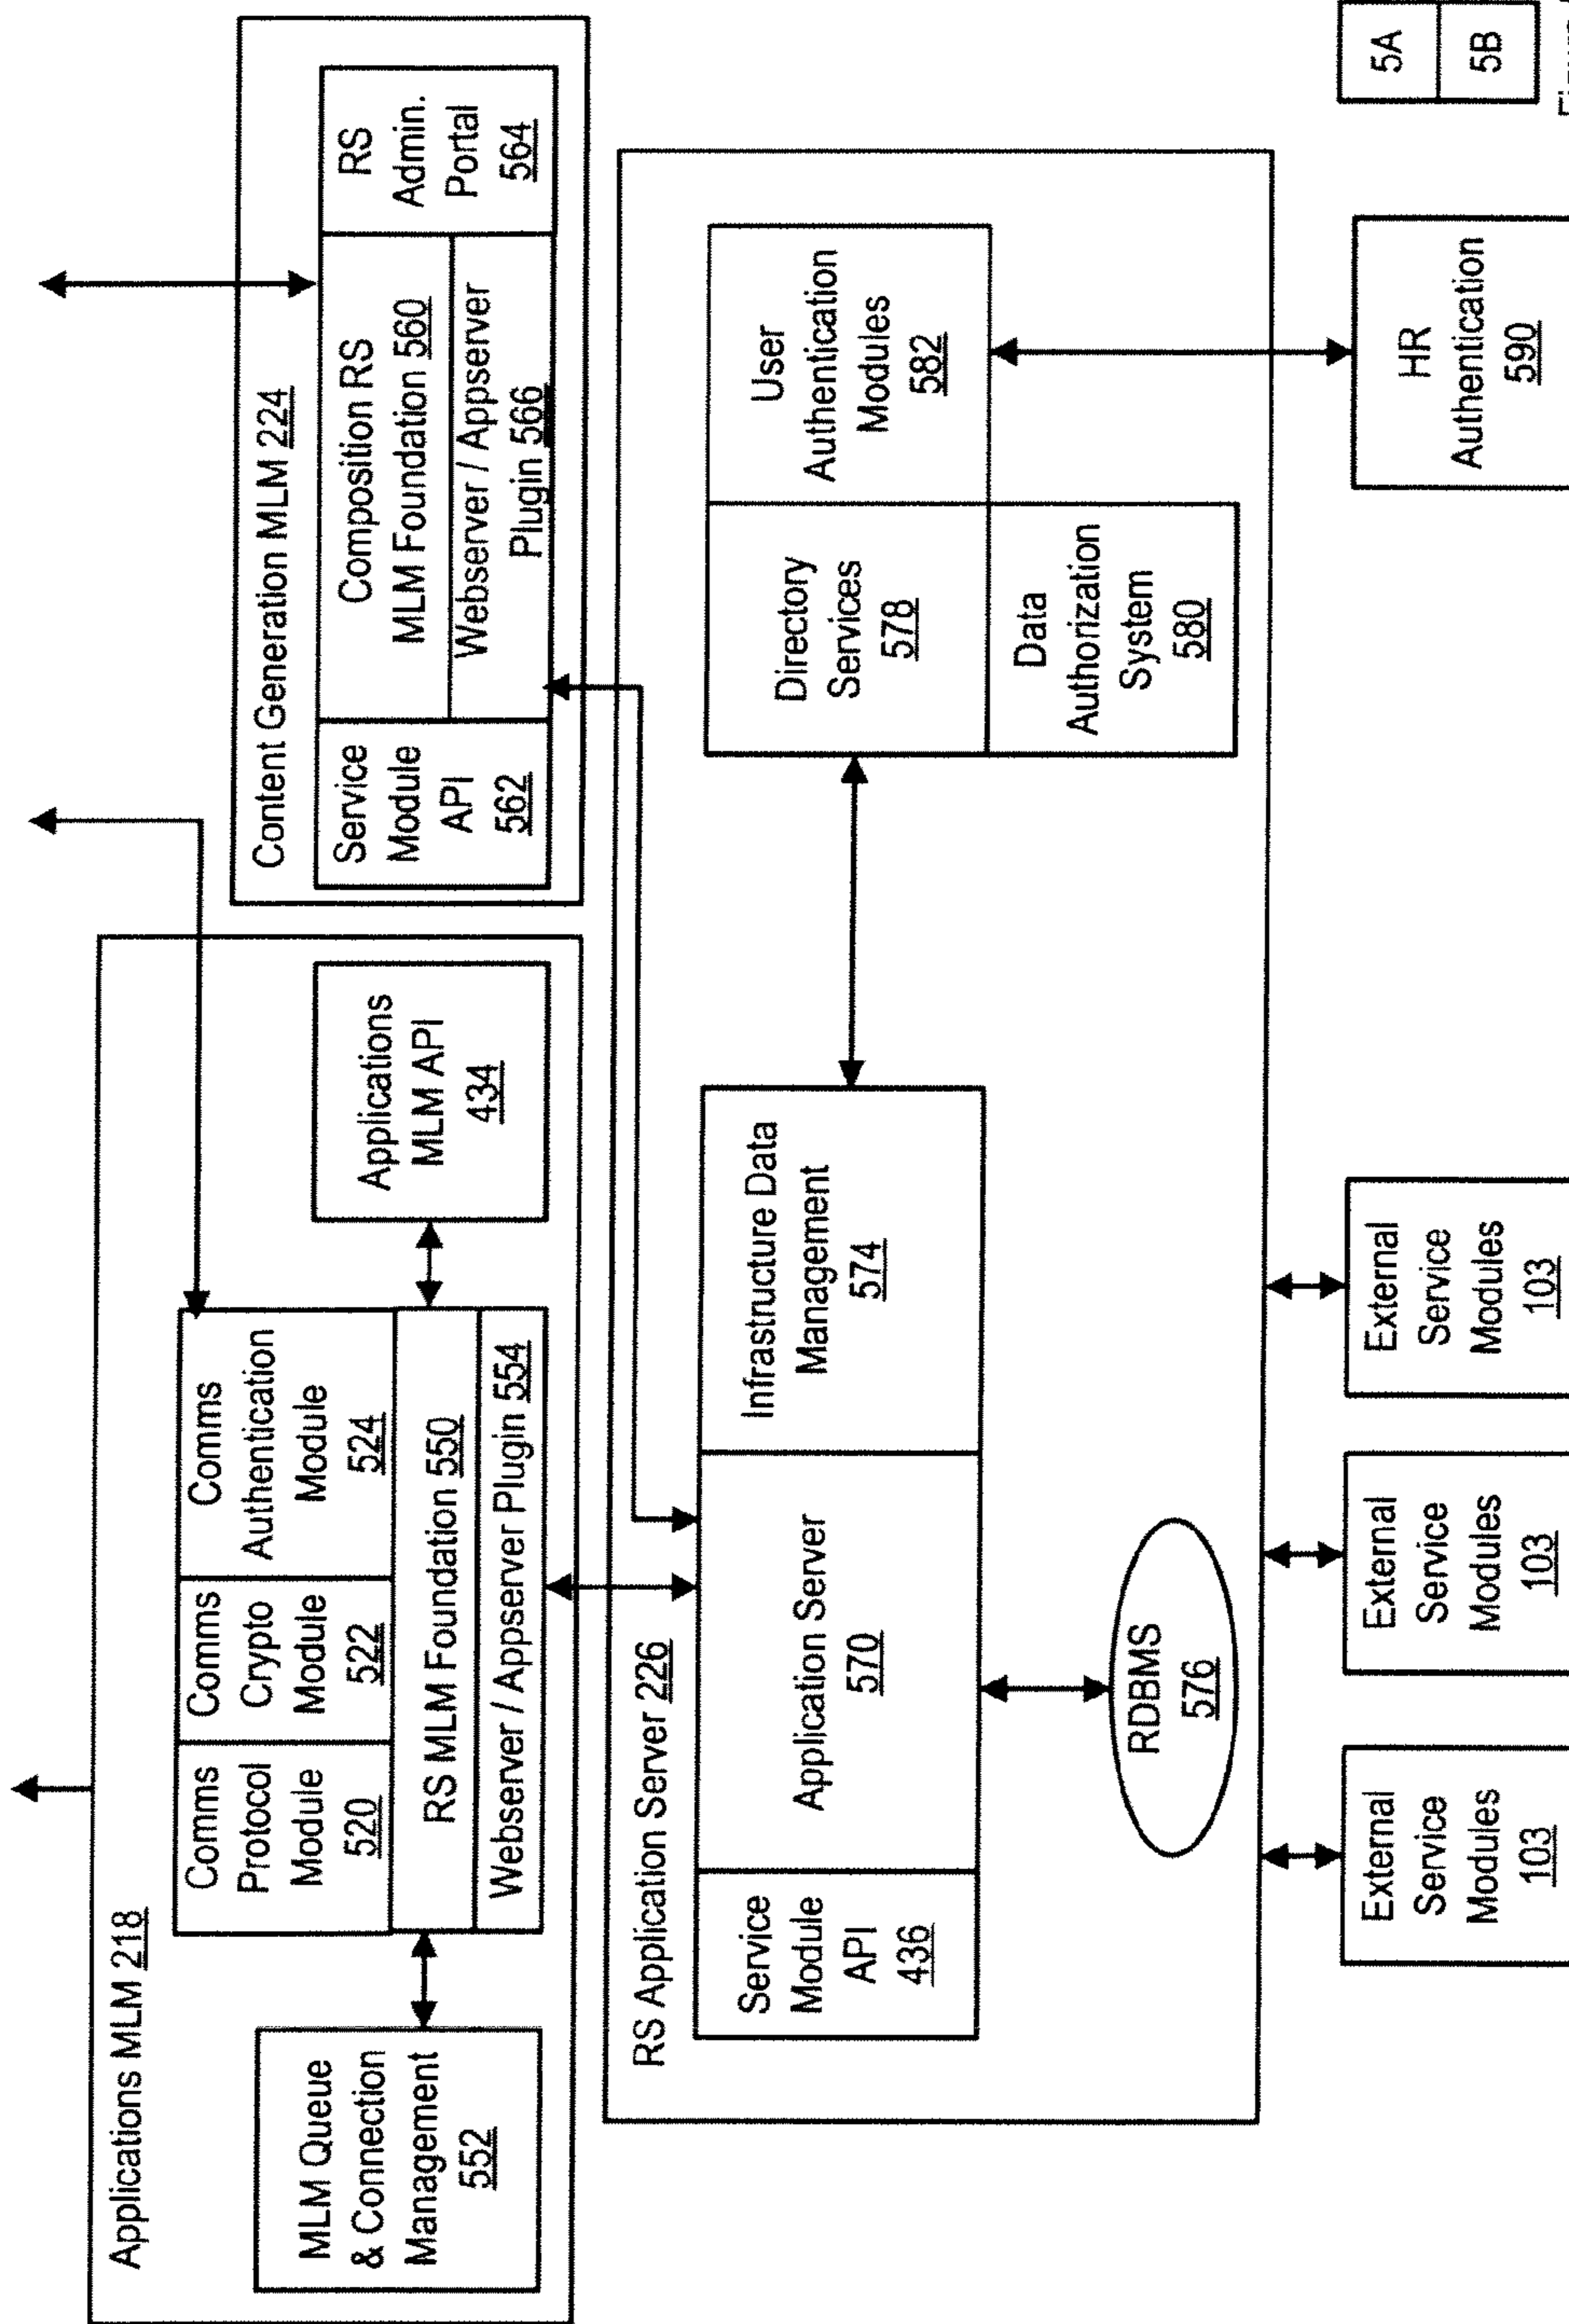 Applications MLM 218
MLM Queue
& Connection
Management
552
Comms
Protocol
Module
520
Comms
Crypto
Module
522
Comms
Authentication
Module
524
RS MLM Foundation 550
Webserver / Appserver Plugin 554
Applications
MLM API
434
Content Generation MLM 224
Service
Module
API
562
Composition RS
MLM Foundation 560
Webserver / Appserver
Plugin 566
RS
Admin.
Portal
564
RS Application Server 226
Service
Module
API
436
Application Server
570
Infrastructure Data
Management
574
RDBMS
576
Directory
Services
578
User
Authentication
Modules
582
Data
Authorization
System
580
External
Service
Modules
103
External
Service
Modules
103
External
Service
Modules
103
HR
Authentication
590
5A
5B